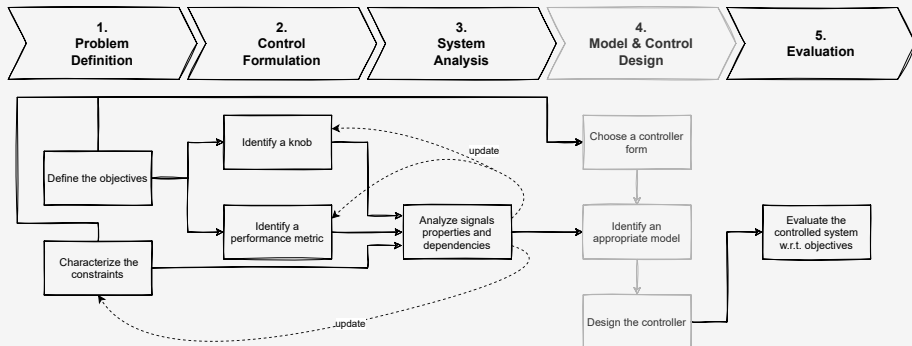 1.
Problem
Definition
2.
Control
Formulation
3.
System
Analysis
4.
Model & Control
Design
5.
Evaluation
Define the objectives
Characterize the
constraints
Identify a knob
Identify a
performance metric
Analyze signals
properties and
dependencies
update
update
Choose a controller
form
Identify an
appropriate model
Design the controller
Evaluate the
controlled system
w.r.t. objectives